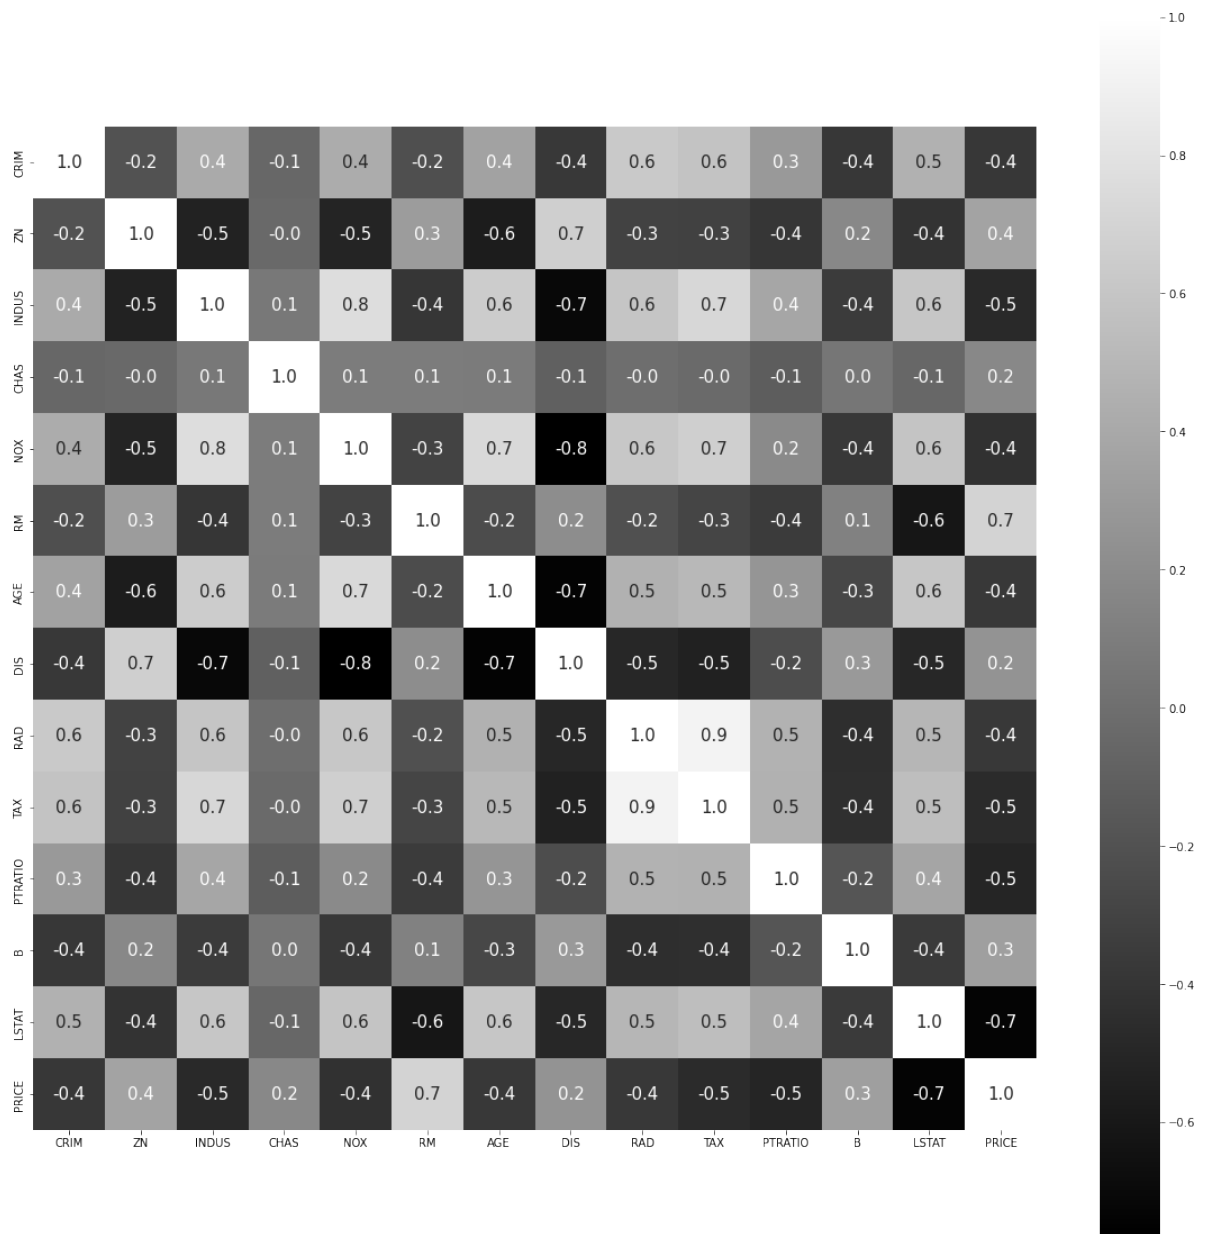 1.0
CRIM 1.0 -0.2 0.4 -0.1 0.4 -0.2 0.4 -0.4 0.6 0.6 0.3 -0.4 0.5 -0.4
0.8
ZN -0.2 1.0 -0.5 -0.0 -0.5 0.3 -0.6 0.7 -0.3 -0.3 -0.4 0.2 -0.4 0.4
0.6
INDUS 0.4 -0.5 1.0 0.1 0.8 -0.4 0.6 -0.7 0.6 0.7 0.4 -0.4 0.6 -0.5
CHAS -0.1 -0.0 0.1 1.0 0.1 0.1 0.1 -0.1 -0.0 -0.0 -0.1 0.0 -0.1 0.2
0.4
NOX 0.4 -0.5 0.8 0.1 1.0 -0.3 0.7 -0.8 0.6 0.7 0.2 -0.4 0.6 -0.4
RM -0.2 0.3 -0.4 0.1 -0.3 1.0 -0.2 0.2 -0.2 -0.3 -0.4 0.1 -0.6 0.7
0.2
AGE 0.4 -0.6 0.6 0.1 0.7 -0.2 1.0 -0.7 0.5 0.5 0.3 -0.3 0.6 -0.4
DIS -0.4 0.7 -0.7 -0.1 -0.8 0.2 -0.7 1.0 -0.5 -0.5 -0.2 0.3 -0.5 0.2
0.0
RAD 0.6 -0.3 0.6 -0.0 0.6 -0.2 0.5 -0.5 1.0 0.9 0.5 -0.4 0.5 -0.4
TAX 0.6 -0.3 0.7 -0.0 0.7 -0.3 0.5 -0.5 0.9 1.0 0.5 -0.4 0.5 -0.5
-0.2
PTRATIO 0.3 -0.4 0.4 -0.1 0.2 -0.4 0.3 -0.2 0.5 0.5 1.0 -0.2 0.4 -0.5
B -0.4 0.2 -0.4 0.0 -0.4 0.1 -0.3 0.3 -0.4 -0.4 -0.2 1.0 -0.4 0.3
-0.4
LSTAT 0.5 -0.4 0.6 -0.1 0.6 -0.6 0.6 -0.5 0.5 0.5 0.4 -0.4 1.0 -0.7
PRICE -0.4 0.4 -0.5 0.2 -0.4 0.7 -0.4 0.2 -0.4 -0.5 -0.5 0.3 -0.7 1.0
-0.6
CRIM ZN INDUS CHAS NOX RM AGE DIS RAD TAX PTRATIO B LSTAT PRICE